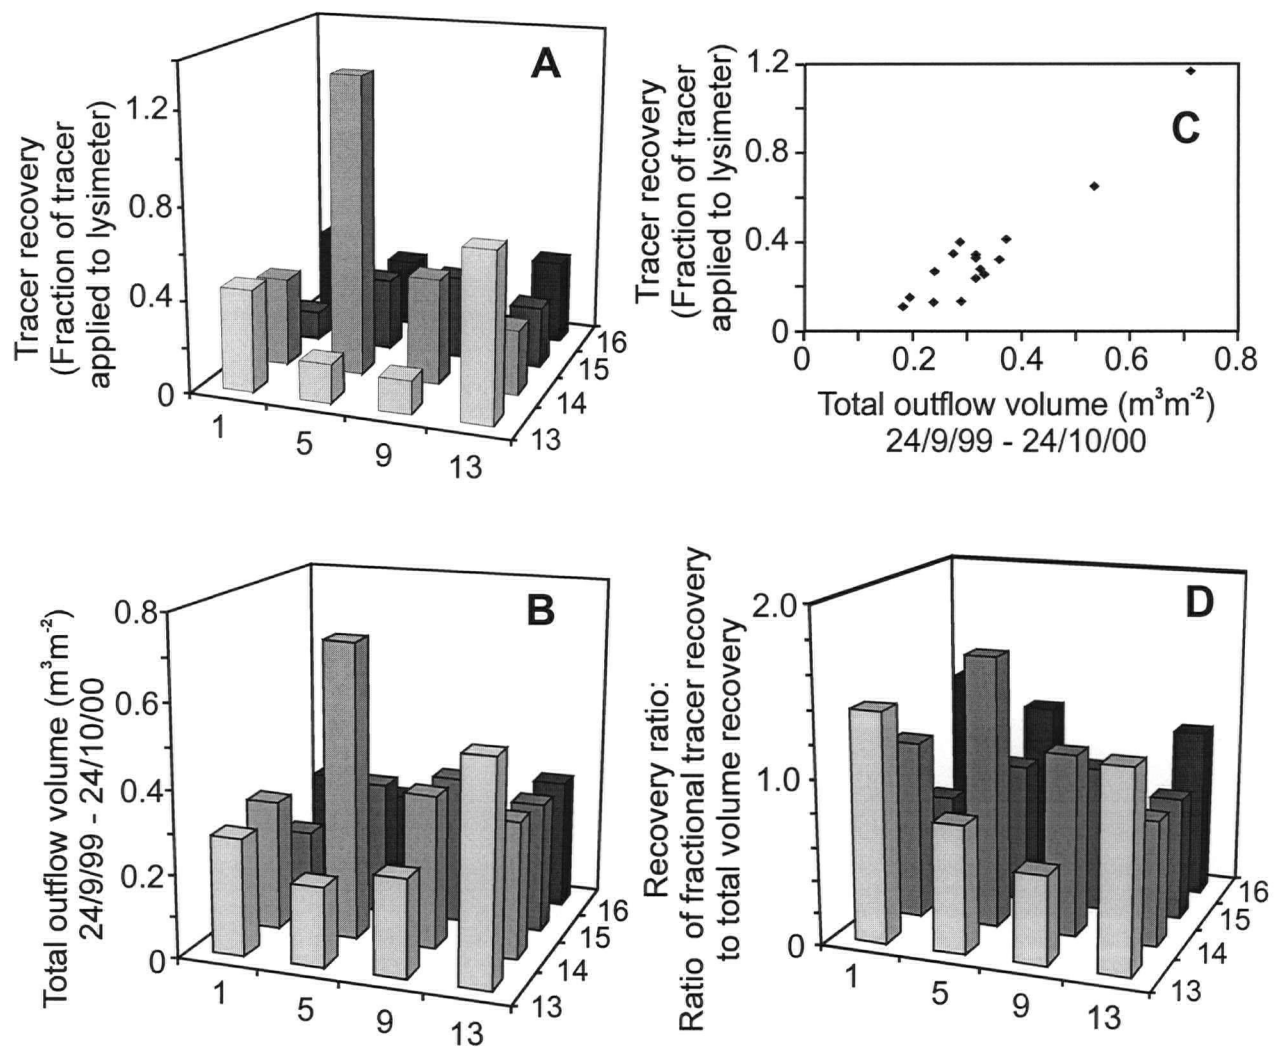 A
Tracer recovery
(Fraction of tracer
applied to lysimeter)
1.2
0.8
0.4
0
1
5
9
13
13
14
15
16
C
Tracer recovery
(Fraction of tracer
applied to lysimeter)
1.2
0.8
0.4
0
0
0.2
0.4
0.6
0.8
Total outflow volume (m³m⁻²)
24/9/99 - 24/10/00
B
Total outflow volume (m³m⁻²)
24/9/99 - 24/10/00
0.8
0.6
0.4
0.2
0
1
5
9
13
13
14
15
16
D
Recovery ratio:
Ratio of fractional tracer recovery
to total volume recovery
2.0
1.0
0
1
5
9
13
13
14
15
16